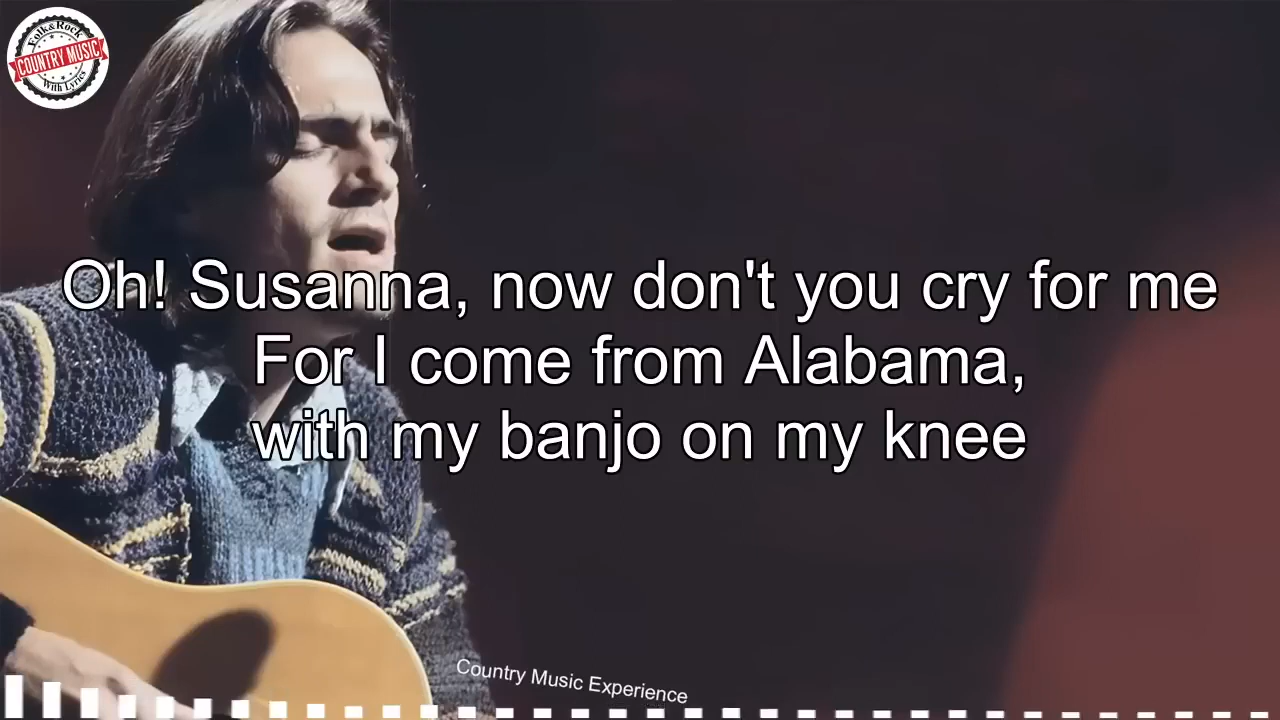 Folk&Rock
COUNTRY MUSIC
With Lyrics
Oh! Susanna, now don't you cry for me
For I come from Alabama,
with my banjo on my knee
Country Music Experience